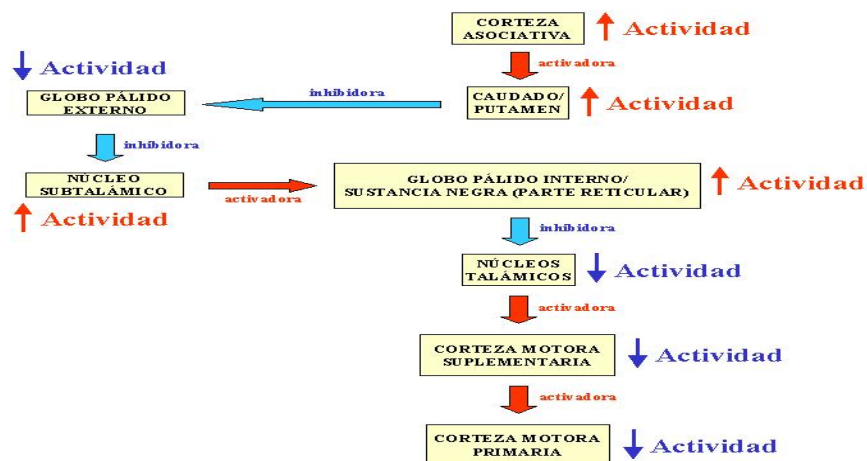 CORTEZA
ASOCIATIVA
Actividad
activadora
Actividad
GLOBO PÁLIDO
EXTERNO
inhibidora
CAUDADO/
PUTAMEN
Actividad
inhibidora
NÚCLEO
SUBTALÁMICO
activadora
GLOBO PÁLIDO INTERNO/
SUSTANCIA NEGRA (PARTE RETICULAR)
Actividad
Actividad
inhibidora
NÚCLEOS
TALÁMICOS
Actividad
activadora
CORTEZA MOTORA
SUPLEMENTARIA
Actividad
activadora
CORTEZA MOTORA
PRIMARIA
Actividad